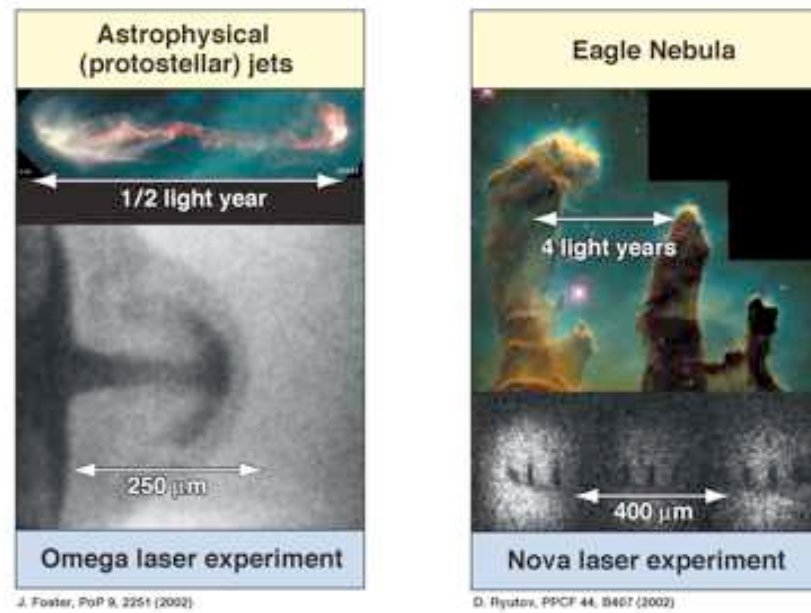 Astrophysical
(protostellar) jets
1/2 light year
250 μm
Omega laser experiment
J. Foster, PoP 9, 2251 (2002)
Eagle Nebula
4 light years
400 μm
Nova laser experiment
D. Ryutov, PPCF 44, B407 (2002)